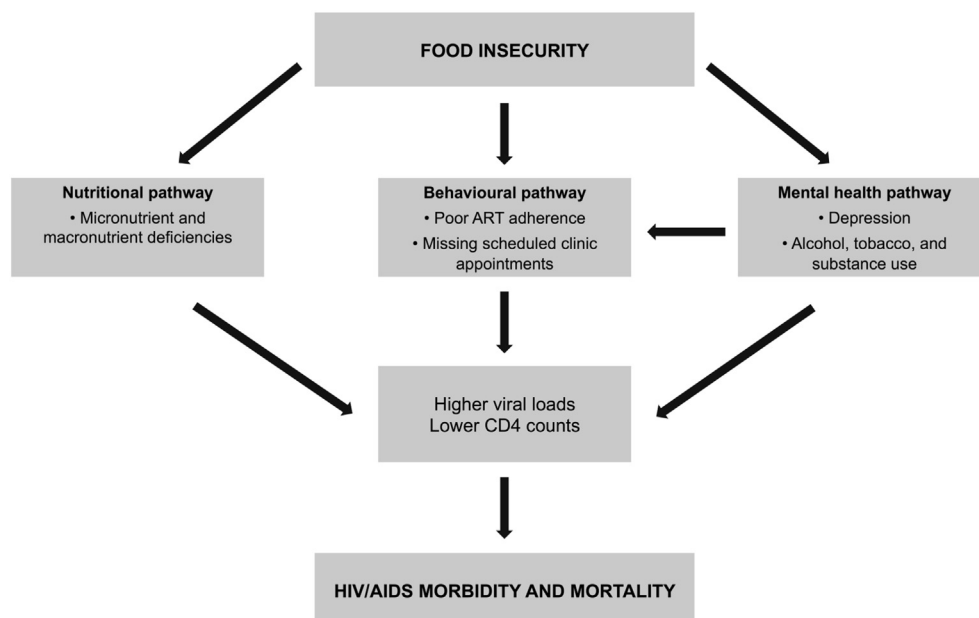 FOOD INSECURITY
Nutritional pathway
• Micronutrient and
macronutrient deficiencies
Behavioural pathway
• Poor ART adherence
• Missing scheduled clinic
appointments
Mental health pathway
• Depression
• Alcohol, tobacco, and
substance use
Higher viral loads
Lower CD4 counts
HIV/AIDS MORBIDITY AND MORTALITY